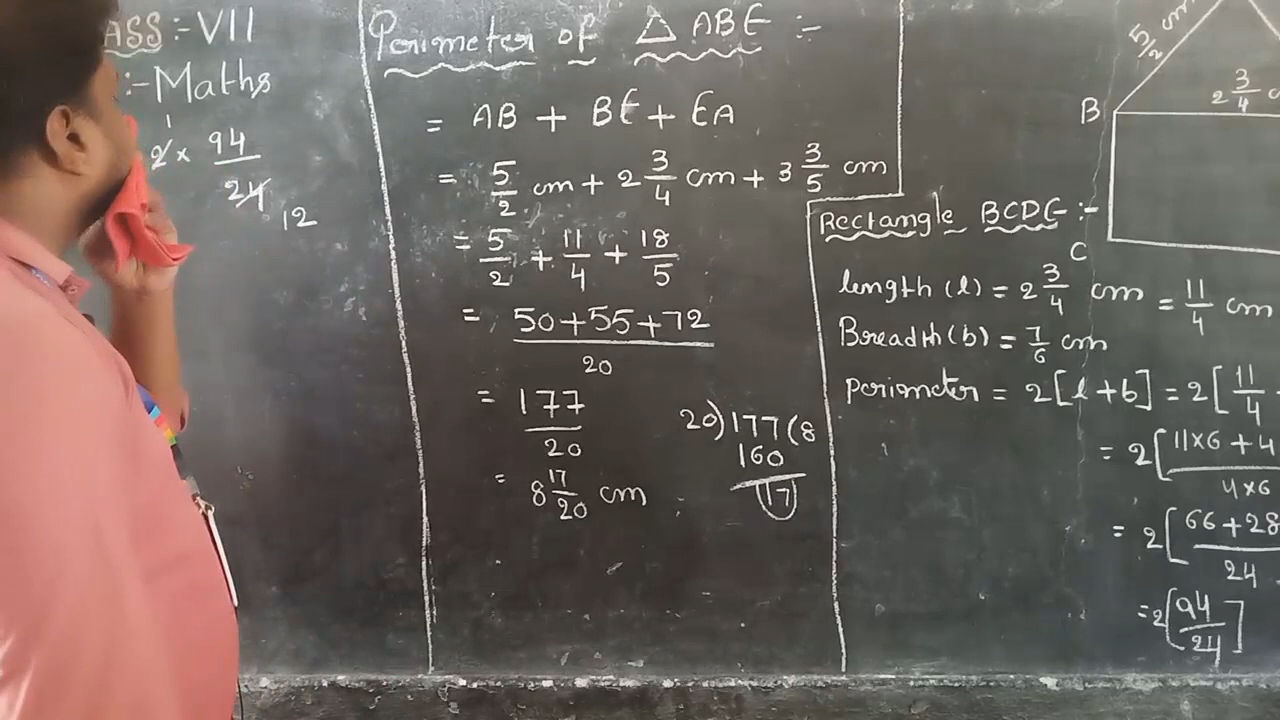 ASS :- VII
:- Maths
1
2 × 94/24 12
Perimeter of △ ABE :-
= AB + BE + EA
= 5/2 cm + 2 3/4 cm + 3 3/5 cm
= 5/2 + 11/4 + 18/5
= 50+55+72/20
= 177/20
= 8 17/20 cm
20)177(8
160
17
5/2 cm
B
2 3/4 c
C
Rectangle BCDE :-
length (l) = 2 3/4 cm = 11/4 cm
Breadth (b) = 7/6 cm
perimeter = 2[l+b] = 2[11/4
= 2[11×6 + 4/4×6
= 2[66+28/24
= 2[94/24]